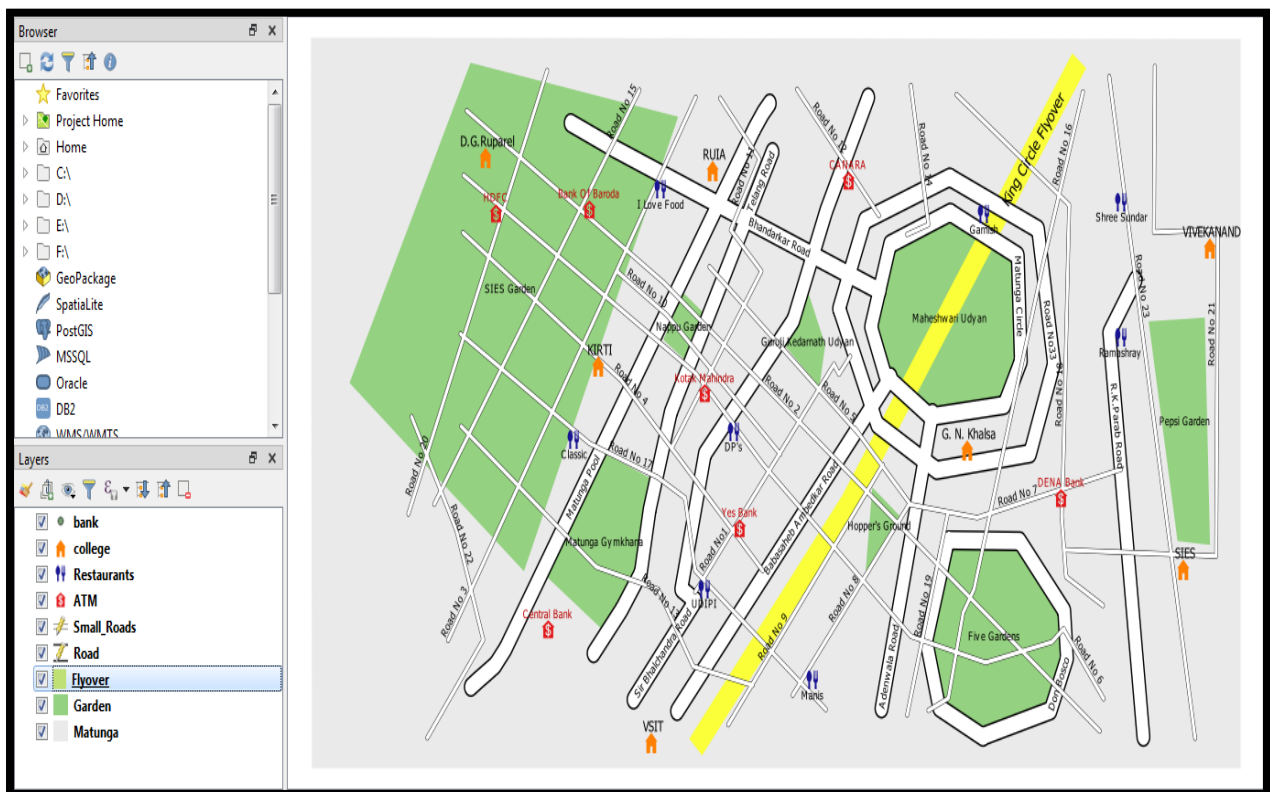 Browser
Favorites
Project Home
Home
C:\
D:\
E:\
F:\
GeoPackage
SpatiaLite
PostGIS
MSSQL
Oracle
DB2
WMS/WMTS
Layers
bank
college
Restaurants
ATM
Small_Roads
Road
Flyover
Garden
Matunga
King Circle Flyover
Road No 15
Road No 12
Road No 16
D.G.Ruparel
RUIA
CANARA
Road No 11
Road No 14
Telang Road
HDFC
Bank Of Baroda
I Love Food
Shree Sundar
Gamish
VIVEKANAND
Bhandarkar Road
Matunga Circle
SIES Garden
Road No 10
Road No 23
Road No 21
Nappu Garden
Maheshwari Udyan
Road No33
Guruji Kedarnath Udyan
Ramashray
KIRTI
Kotak Mahindra
Road No 4
Road No 2
Road No 5
Road No 18
R.K.Parab Road
Pepsi Garden
Classic
DP's
G. N. Khalsa
Road No 17
Road No 20
Matunga Pool
DENA Bank
Road No 7
Babasaheb Ambedkar Road
Yes Bank
Hopper's Ground
Road No 22
Matunga Gymkhana
Road No1
SIES
Road No 3
Road No 13
UDIPI
Road No 8
Road No 19
Central Bank
Road No 9
Five Gardens
Sir Bhalchandra Road
Adenwala Road
Road No 6
Don Bosco
Manis
VSIT